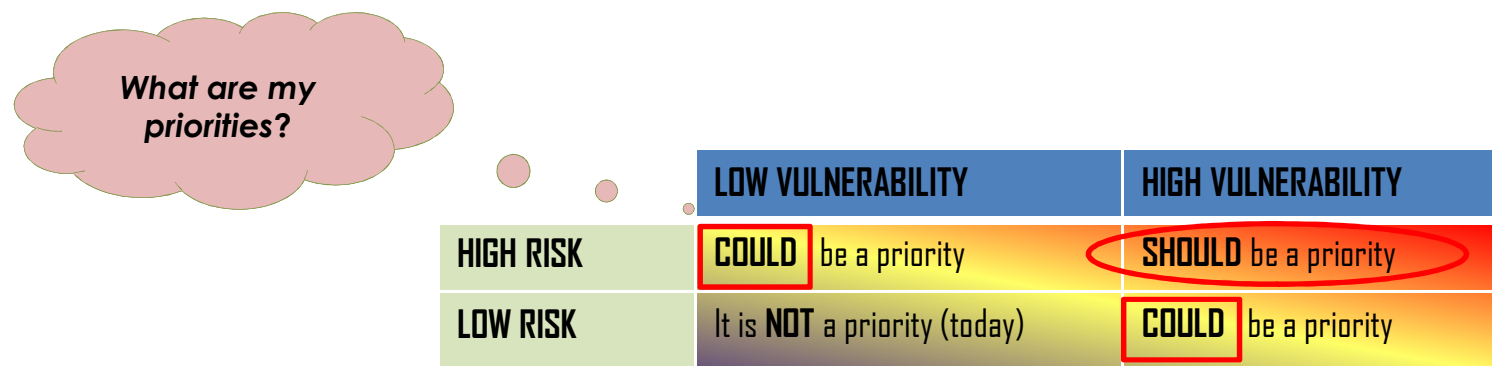 What are my
priorities?
LOW VULNERABILITY HIGH VULNERABILITY
HIGH RISK COULD be a priority SHOULD be a priority
LOW RISK It is NOT a priority (today) COULD be a priority